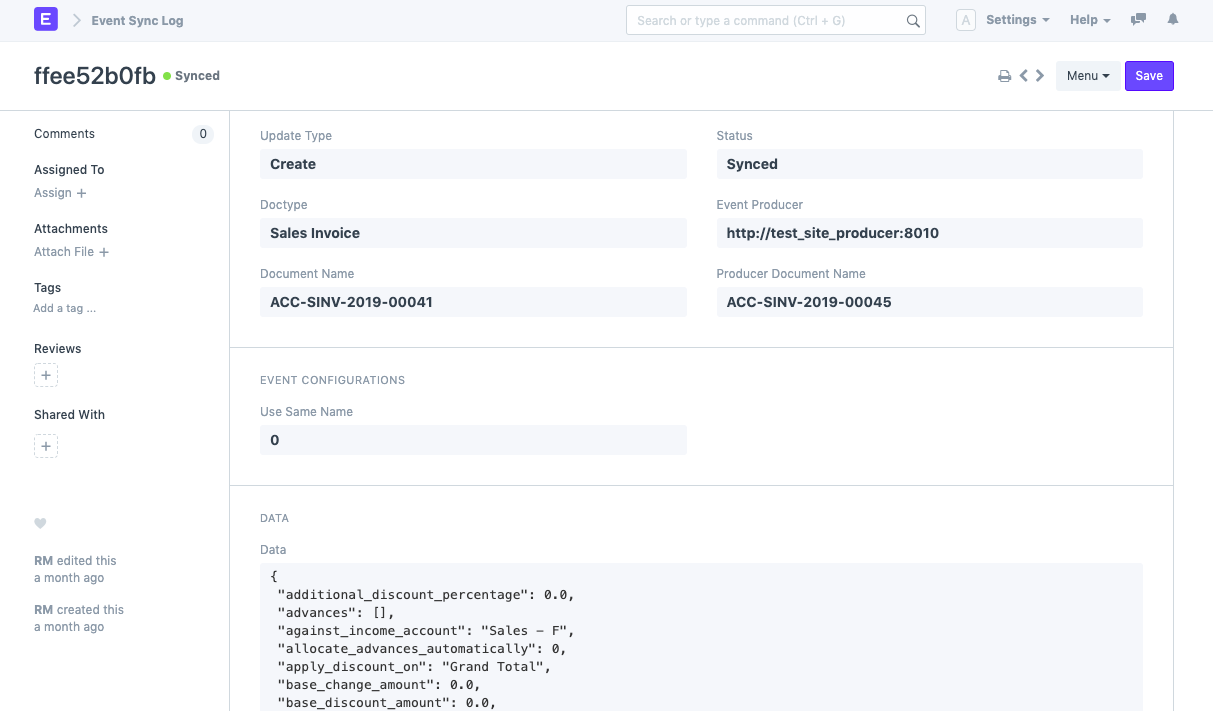 E
Event Sync Log
Search or type a command (Ctrl + G)
A
Settings
Help
ffee52b0fb
Synced
Menu
Save
Comments
0
Assigned To
Assign +
Attachments
Attach File +
Tags
Add a tag ...
Reviews
+
Shared With
+
RM edited this
a month ago
RM created this
a month ago
Update Type
Create
Status
Synced
Doctype
Sales Invoice
Event Producer
http://test_site_producer:8010
Document Name
ACC-SINV-2019-00041
Producer Document Name
ACC-SINV-2019-00045
EVENT CONFIGURATIONS
Use Same Name
0
DATA
Data
{
"additional_discount_percentage": 0.0,
"advances": [],
"against_income_account": "Sales – F",
"allocate_advances_automatically": 0,
"apply_discount_on": "Grand Total",
"base_change_amount": 0.0,
"base_discount_amount": 0.0,